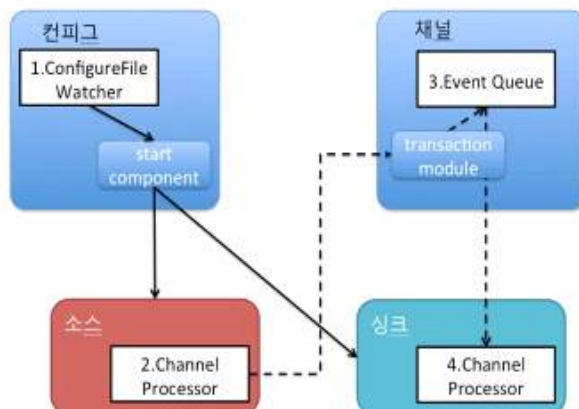 컨피그
1.ConfigureFile
Watcher
start
component
채널
3.Event Queue
transaction
module
소스
2.Channel
Processor
싱크
4.Channel
Processor